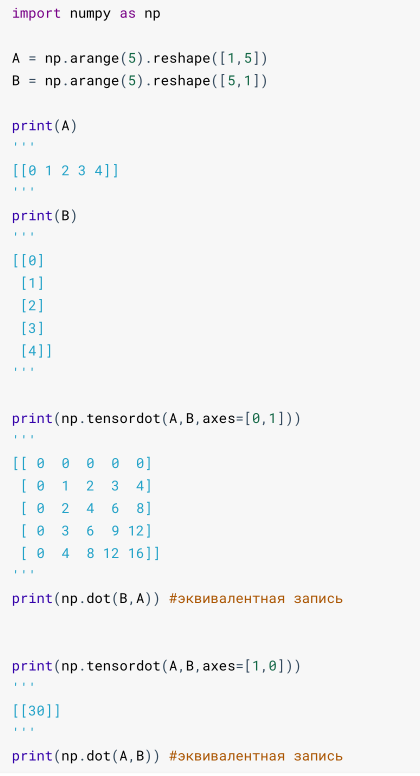 import numpy as np
A = np.arange(5).reshape([1,5])
B = np.arange(5).reshape([5,1])
print(A)
'''
[[0 1 2 3 4]]
'''
print(B)
'''
[[0]
 [1]
 [2]
 [3]
 [4]]
'''
print(np.tensordot(A,B,axes=[0,1]))
'''
[[ 0  0  0  0  0]
 [ 0  1  2  3  4]
 [ 0  2  4  6  8]
 [ 0  3  6  9 12]
 [ 0  4  8 12 16]]
'''
print(np.dot(B,A)) #эквивалентная запись
print(np.tensordot(A,B,axes=[1,0]))
'''
[[30]]
'''
print(np.dot(A,B)) #эквивалентная запись